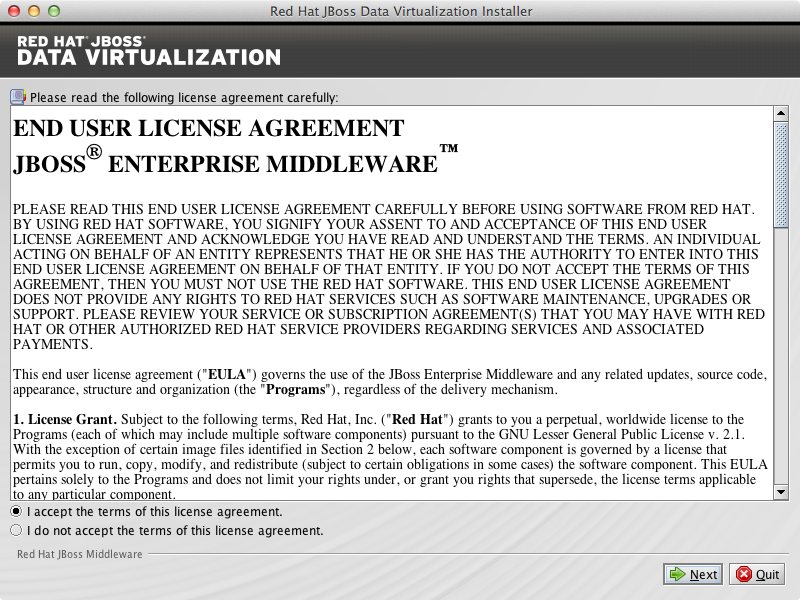 Red Hat JBoss Data Virtualization Installer
RED HAT® JBOSS®
DATA VIRTUALIZATION
Please read the following license agreement carefully:
END USER LICENSE AGREEMENT
JBOSS® ENTERPRISE MIDDLEWARE™
PLEASE READ THIS END USER LICENSE AGREEMENT CAREFULLY BEFORE USING SOFTWARE FROM RED HAT.
BY USING RED HAT SOFTWARE, YOU SIGNIFY YOUR ASSENT TO AND ACCEPTANCE OF THIS END USER
LICENSE AGREEMENT AND ACKNOWLEDGE YOU HAVE READ AND UNDERSTAND THE TERMS. AN INDIVIDUAL
ACTING ON BEHALF OF AN ENTITY REPRESENTS THAT HE OR SHE HAS THE AUTHORITY TO ENTER INTO THIS
END USER LICENSE AGREEMENT ON BEHALF OF THAT ENTITY. IF YOU DO NOT ACCEPT THE TERMS OF THIS
AGREEMENT, THEN YOU MUST NOT USE THE RED HAT SOFTWARE. THIS END USER LICENSE AGREEMENT
DOES NOT PROVIDE ANY RIGHTS TO RED HAT SERVICES SUCH AS SOFTWARE MAINTENANCE, UPGRADES OR
SUPPORT. PLEASE REVIEW YOUR SERVICE OR SUBSCRIPTION AGREEMENT(S) THAT YOU MAY HAVE WITH RED
HAT OR OTHER AUTHORIZED RED HAT SERVICE PROVIDERS REGARDING SERVICES AND ASSOCIATED
PAYMENTS.
This end user license agreement ("EULA") governs the use of the JBoss Enterprise Middleware and any related updates, source code,
appearance, structure and organization (the "Programs"), regardless of the delivery mechanism.
1. License Grant. Subject to the following terms, Red Hat, Inc. ("Red Hat") grants to you a perpetual, worldwide license to the
Programs (each of which may include multiple software components) pursuant to the GNU Lesser General Public License v. 2.1.
With the exception of certain image files identified in Section 2 below, each software component is governed by a license that
permits you to run, copy, modify, and redistribute (subject to certain obligations in some cases) the software component. This EULA
pertains solely to the Programs and does not limit your rights under, or grant you rights that supersede, the license terms applicable
to any particular component.
I accept the terms of this license agreement.
I do not accept the terms of this license agreement.
Red Hat JBoss Middleware
Next
Quit